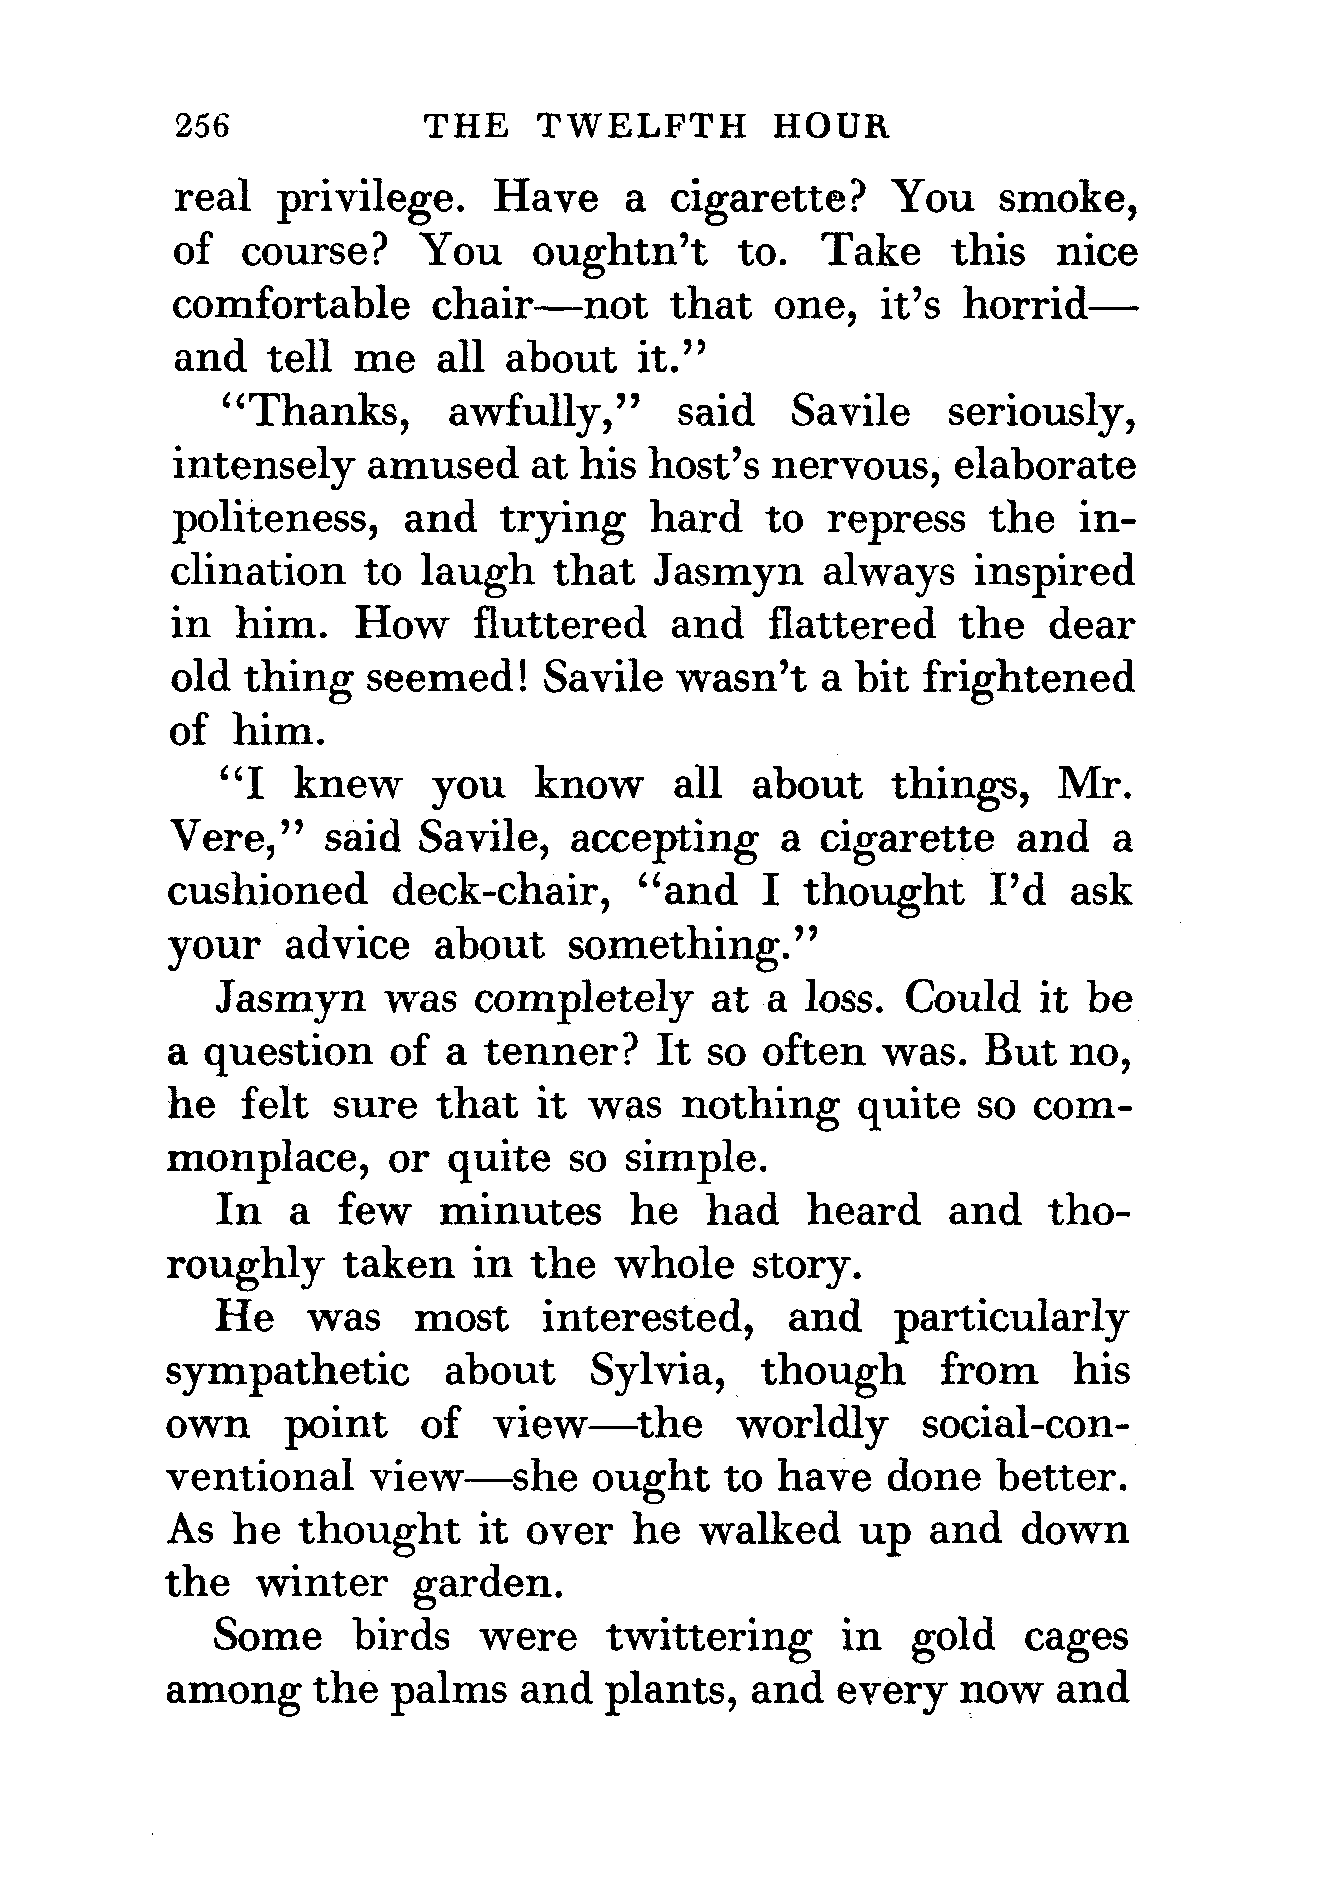 256 THE TWELFTH HOUR
real privilege. Have a cigarette? You smoke,
of course? You oughtn't to. Take this nice
comfortable chair—not that one, it's horrid—
and tell me all about it."
"Thanks, awfully," said Savile seriously,
intensely amused at his host's nervous, elaborate
politeness, and trying hard to repress the in-
clination to laugh that Jasmyn always inspired
in him. How fluttered and flattered the dear
old thing seemed! Savile wasn't a bit frightened
of him.
"I knew you know all about things, Mr.
Vere," said Savile, accepting a cigarette and a
cushioned deck-chair, "and I thought I'd ask
your advice about something."
Jasmyn was completely at a loss. Could it be
a question of a tenner? It so often was. But no,
he felt sure that it was nothing quite so com-
monplace, or quite so simple.
In a few minutes he had heard and tho-
roughly taken in the whole story.
He was most interested, and particularly
sympathetic about Sylvia, though from his
own point of view—the worldly social-con-
ventional view—she ought to have done better.
As he thought it over he walked up and down
the winter garden.
Some birds were twittering in gold cages
among the palms and plants, and every now and